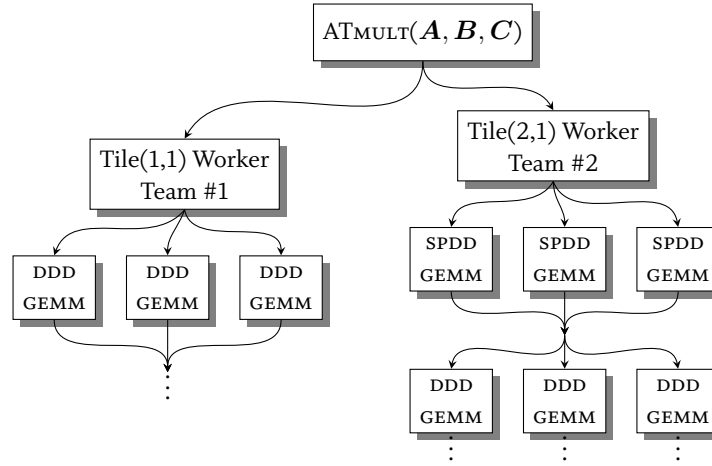 ATMULT(A, B, C)
Tile(1,1) Worker
Team #1
Tile(2,1) Worker
Team #2
SPDD
GEMM
SPDD
GEMM
SPDD
GEMM
DDD
GEMM
DDD
GEMM
DDD
GEMM
DDD
GEMM
DDD
GEMM
DDD
GEMM